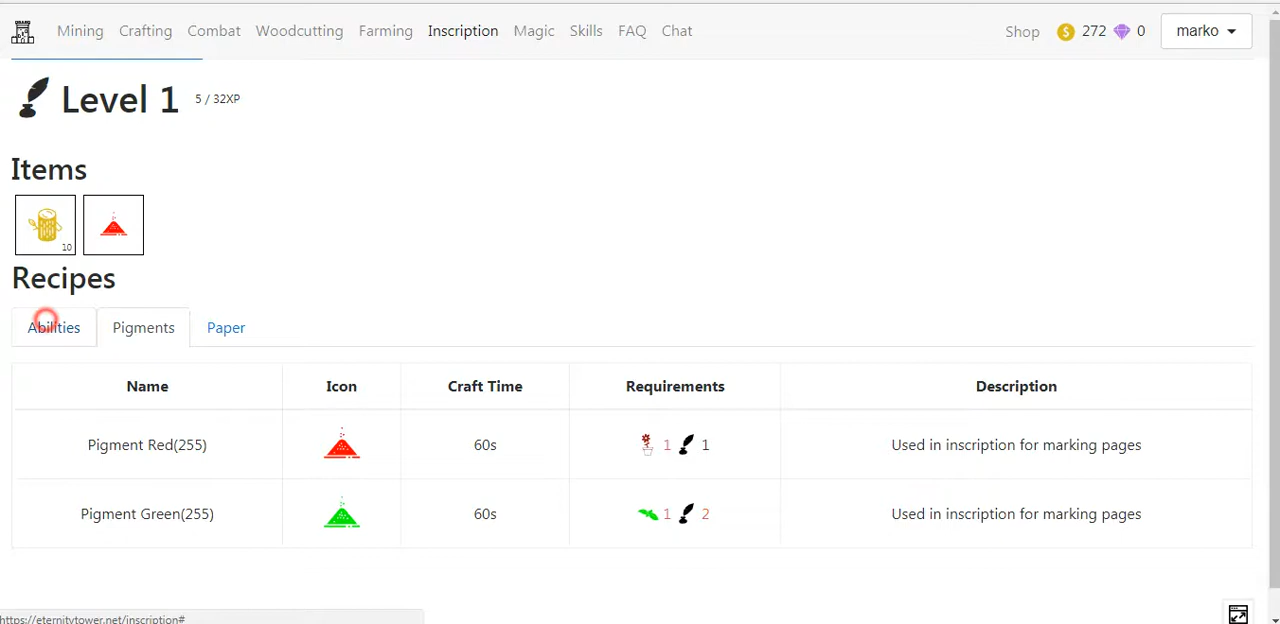 Mining Crafting Combat Woodcutting Farming Inscription Magic Skills FAQ Chat Shop 272 0 marko
Level 1 5 / 32XP
Items
10
Recipes
Abilities Pigments Paper
Name Icon Craft Time Requirements Description
Pigment Red(255) 60s 1 1 Used in inscription for marking pages
Pigment Green(255) 60s 1 2 Used in inscription for marking pages
https://eternitytower.net/inscription#